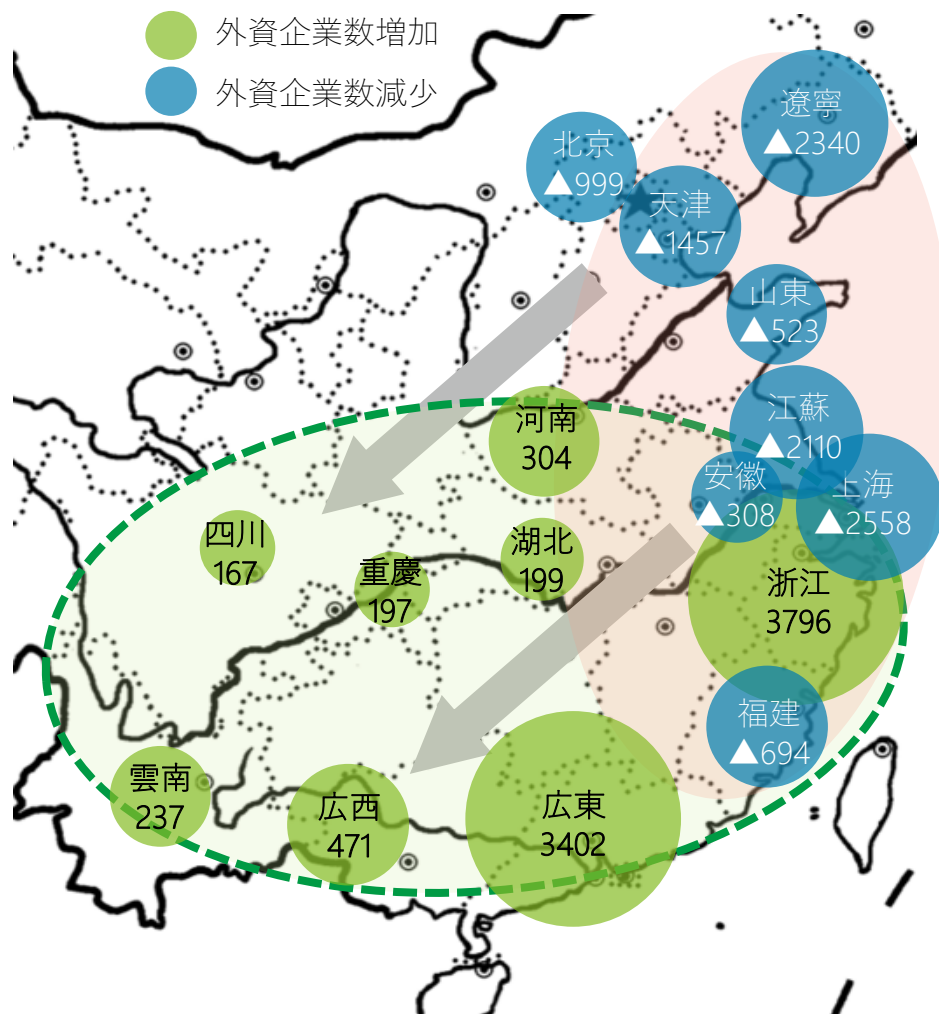 外資企業数増加
外資企業数減少
遼寧
▲2340
北京
▲999
天津
▲1457
山東
▲523
江蘇
▲2110
安徽
▲308
上海
▲2558
河南
304
四川
167
重慶
197
湖北
199
浙江
3796
福建
▲694
雲南
237
広西
471
広東
3402